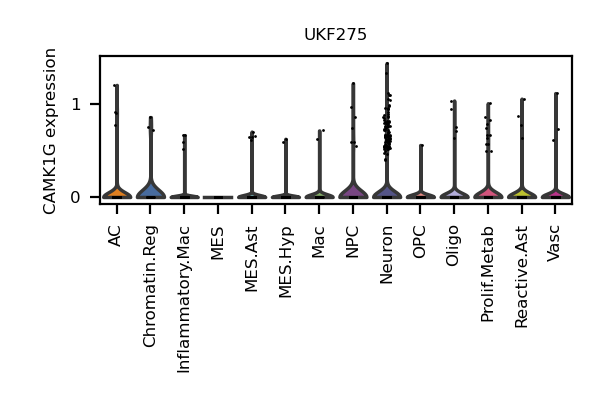 UKF275
CAMK1G expression
1
0
AC
Chromatin.Reg
Inflammatory.Mac
MES
MES.Ast
MES.Hyp
Mac
NPC
Neuron
OPC
Oligo
Prolif.Metab
Reactive.Ast
Vasc